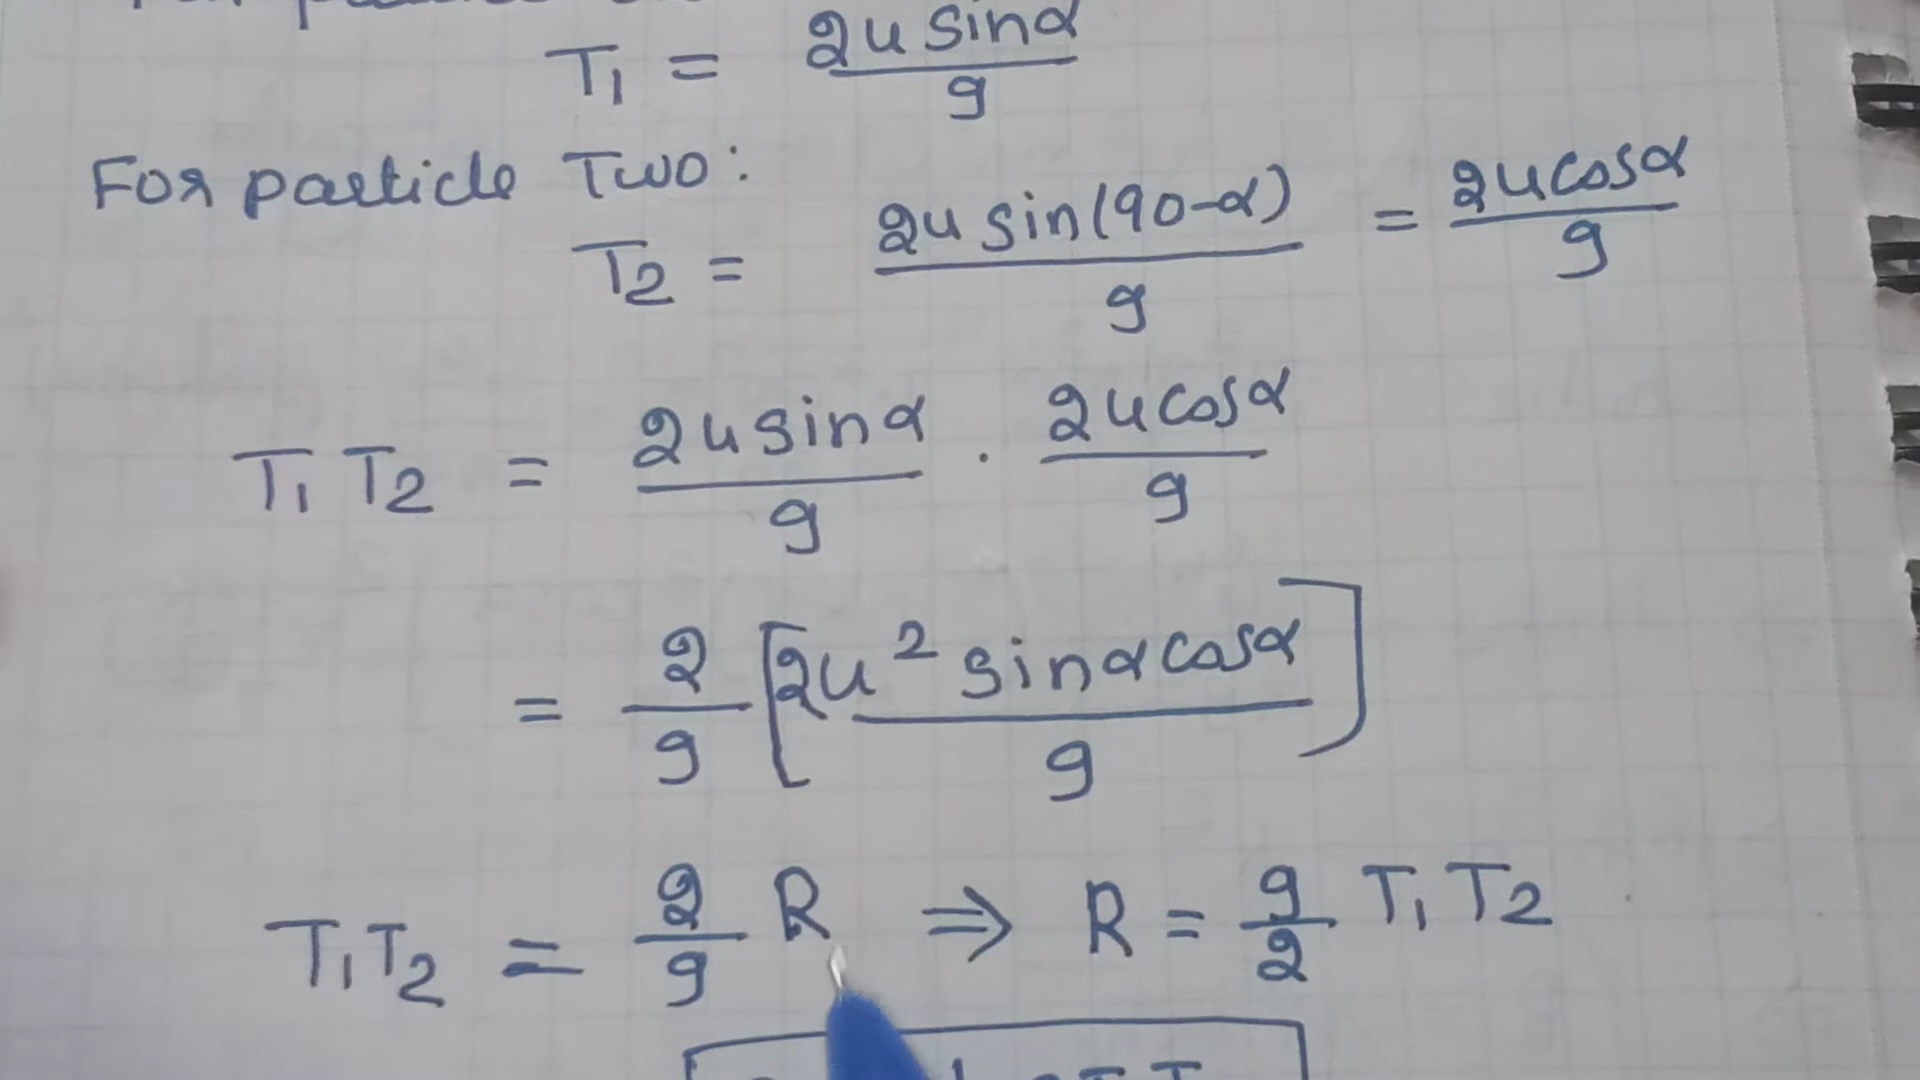 T1 = 2u sinα / g
For particle Two:
T2 = 2u sin(90-α) / g = 2u cosα / g
T1 T2 = 2u sinα / g . 2u cosα / g
= 2/g [2u² sinα cosα / g]
T1T2 = 2/g R ⇒ R = g/2 T1 T2